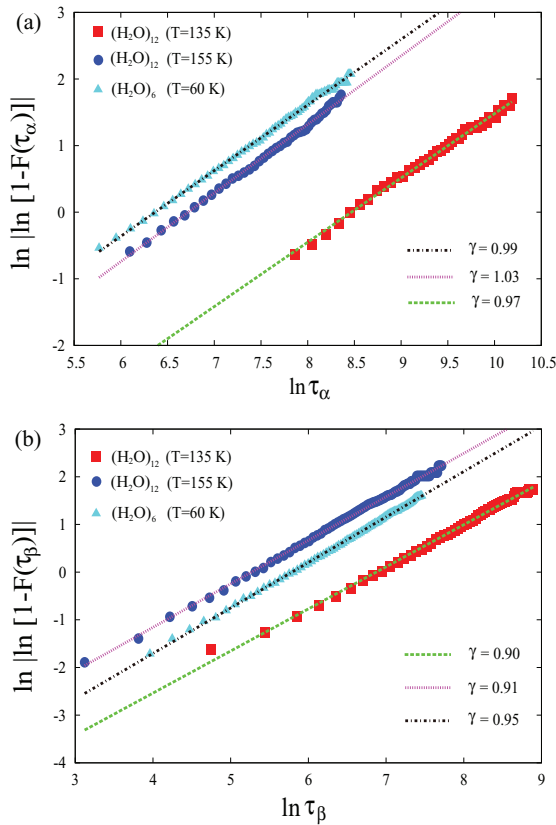 (a)
3
2
1
0
-1
-2
ln |ln [1-F(τα)]|
(H2O)12 (T=135 K)
(H2O)12 (T=155 K)
(H2O)6 (T=60 K)
γ = 0.99
γ = 1.03
γ = 0.97
5.5 6 6.5 7 7.5 8 8.5 9 9.5 10 10.5
ln τα
(b)
3
2
1
0
-1
-2
-3
-4
ln |ln [1-F(τβ)]|
(H2O)12 (T=135 K)
(H2O)12 (T=155 K)
(H2O)6 (T=60 K)
γ = 0.90
γ = 0.91
γ = 0.95
3 4 5 6 7 8 9
ln τβ